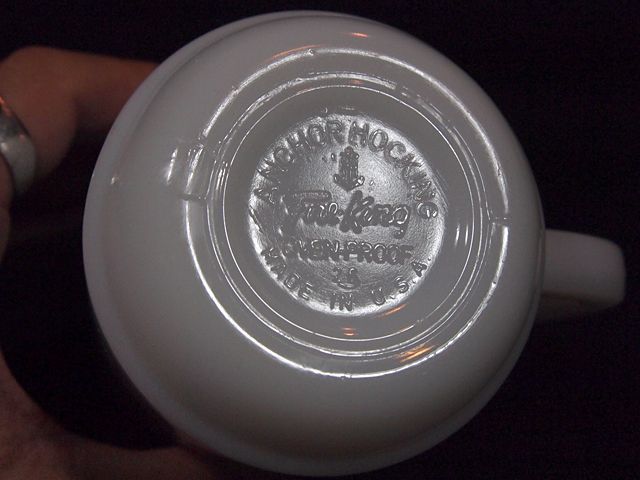 ANCHOR HOCKING
Fire-King
OVEN-PROOF
MADE IN U.S.A.